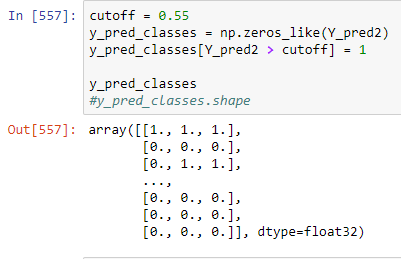 In [557]: cutoff = 0.55
y_pred_classes = np.zeros_like(Y_pred2)
y_pred_classes[Y_pred2 > cutoff] = 1
y_pred_classes
#y_pred_classes.shape
Out[557]: array([[1., 1., 1.],
[0., 0., 0.],
[0., 1., 1.],
...,
[0., 0., 0.],
[0., 0., 0.],
[0., 0., 0.]], dtype=float32)